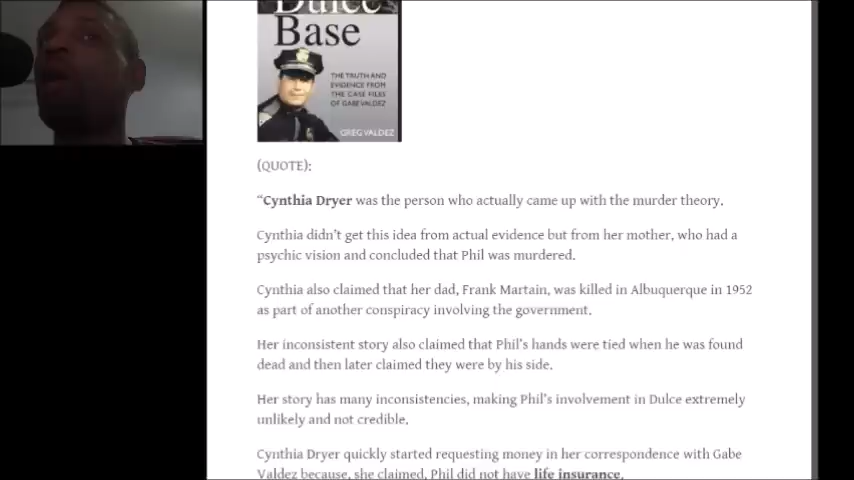 Dulce
Base
THE TRUTH AND
EVIDENCE FROM
THE CASE FILES
OF GABE VALDEZ
GREG VALDEZ
(QUOTE):
“Cynthia Dryer was the person who actually came up with the murder theory.
Cynthia didn’t get this idea from actual evidence but from her mother, who had a
psychic vision and concluded that Phil was murdered.
Cynthia also claimed that her dad, Frank Martain, was killed in Albuquerque in 1952
as part of another conspiracy involving the government.
Her inconsistent story also claimed that Phil’s hands were tied when he was found
dead and then later claimed they were by his side.
Her story has many inconsistencies, making Phil’s involvement in Dulce extremely
unlikely and not credible.
Cynthia Dryer quickly started requesting money in her correspondence with Gabe
Valdez because, she claimed, Phil did not have life insurance.